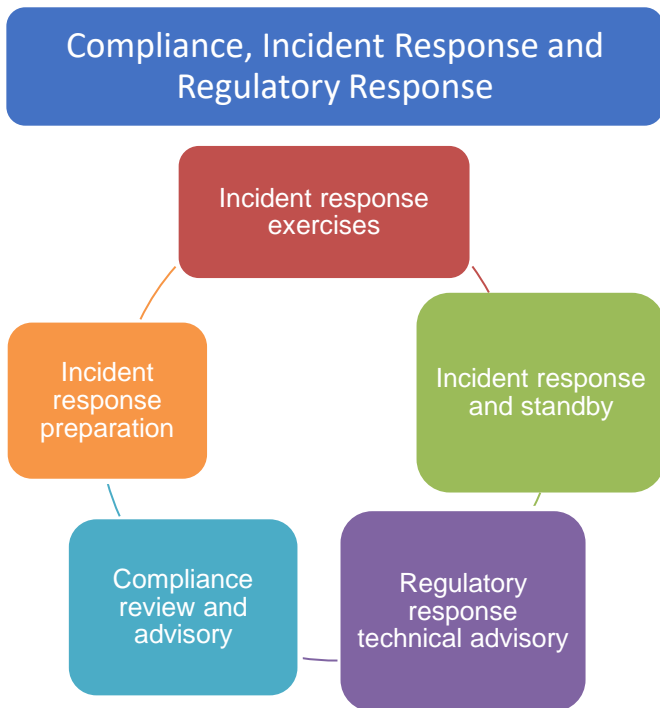 Compliance, Incident Response and
Regulatory Response
Incident response
exercises
Incident response
and standby
Regulatory
response
technical advisory
Compliance
review and
advisory
Incident
response
preparation